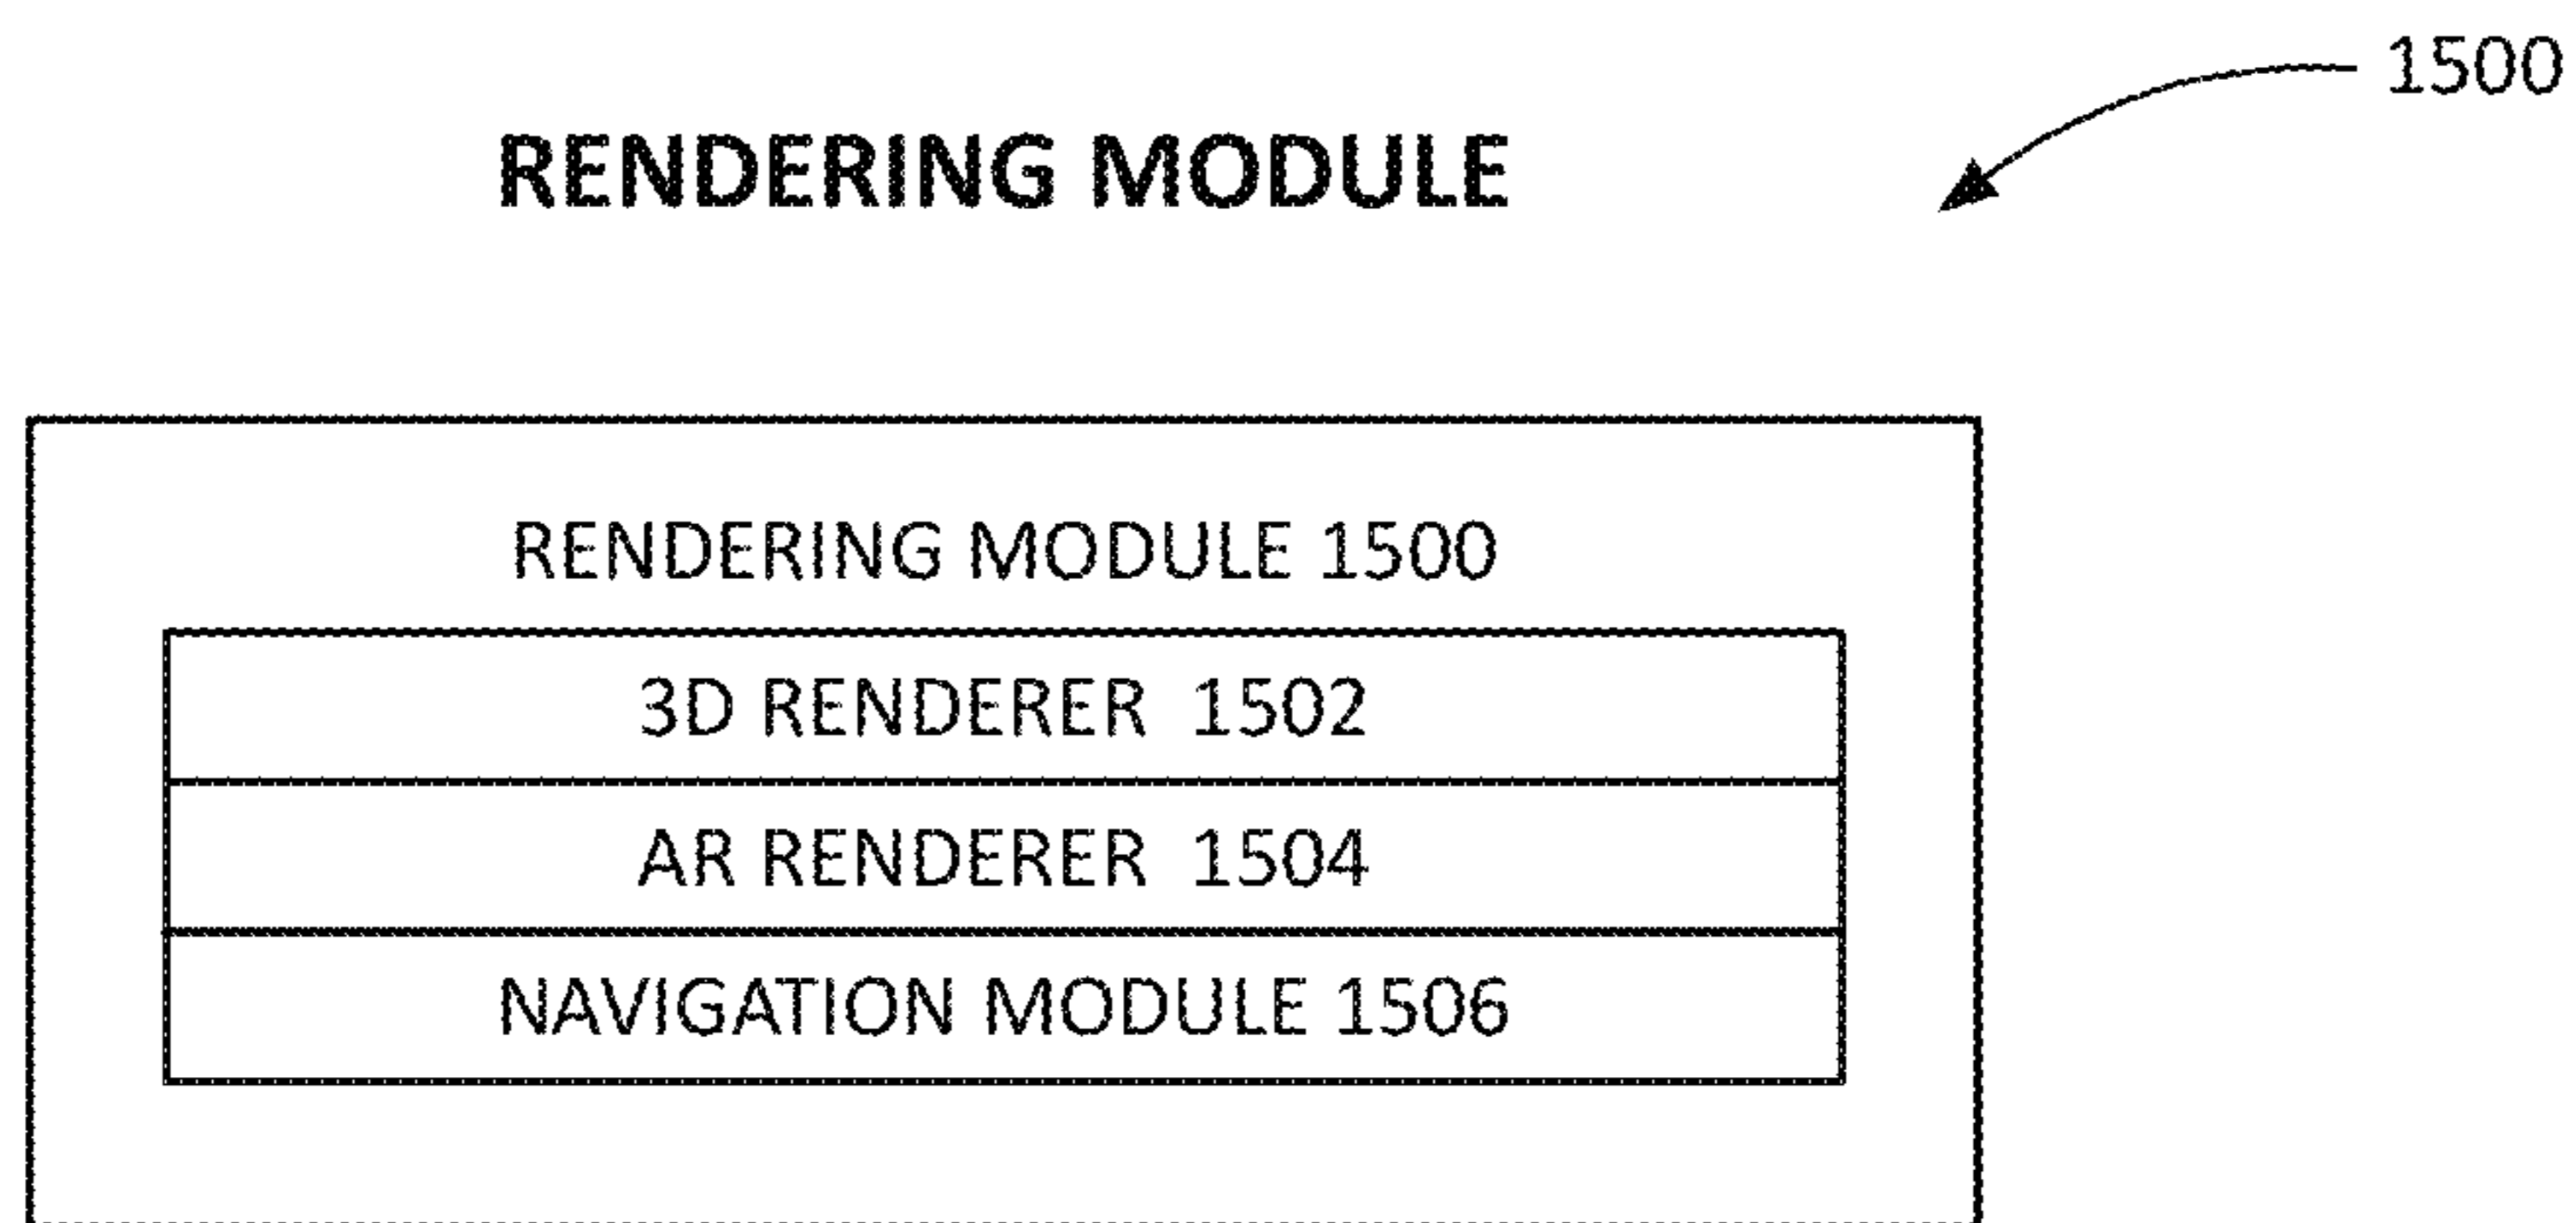 1500
RENDERING MODULE
RENDERING MODULE 1500
3D RENDERER 1502
AR RENDERER 1504
NAVIGATION MODULE 1506